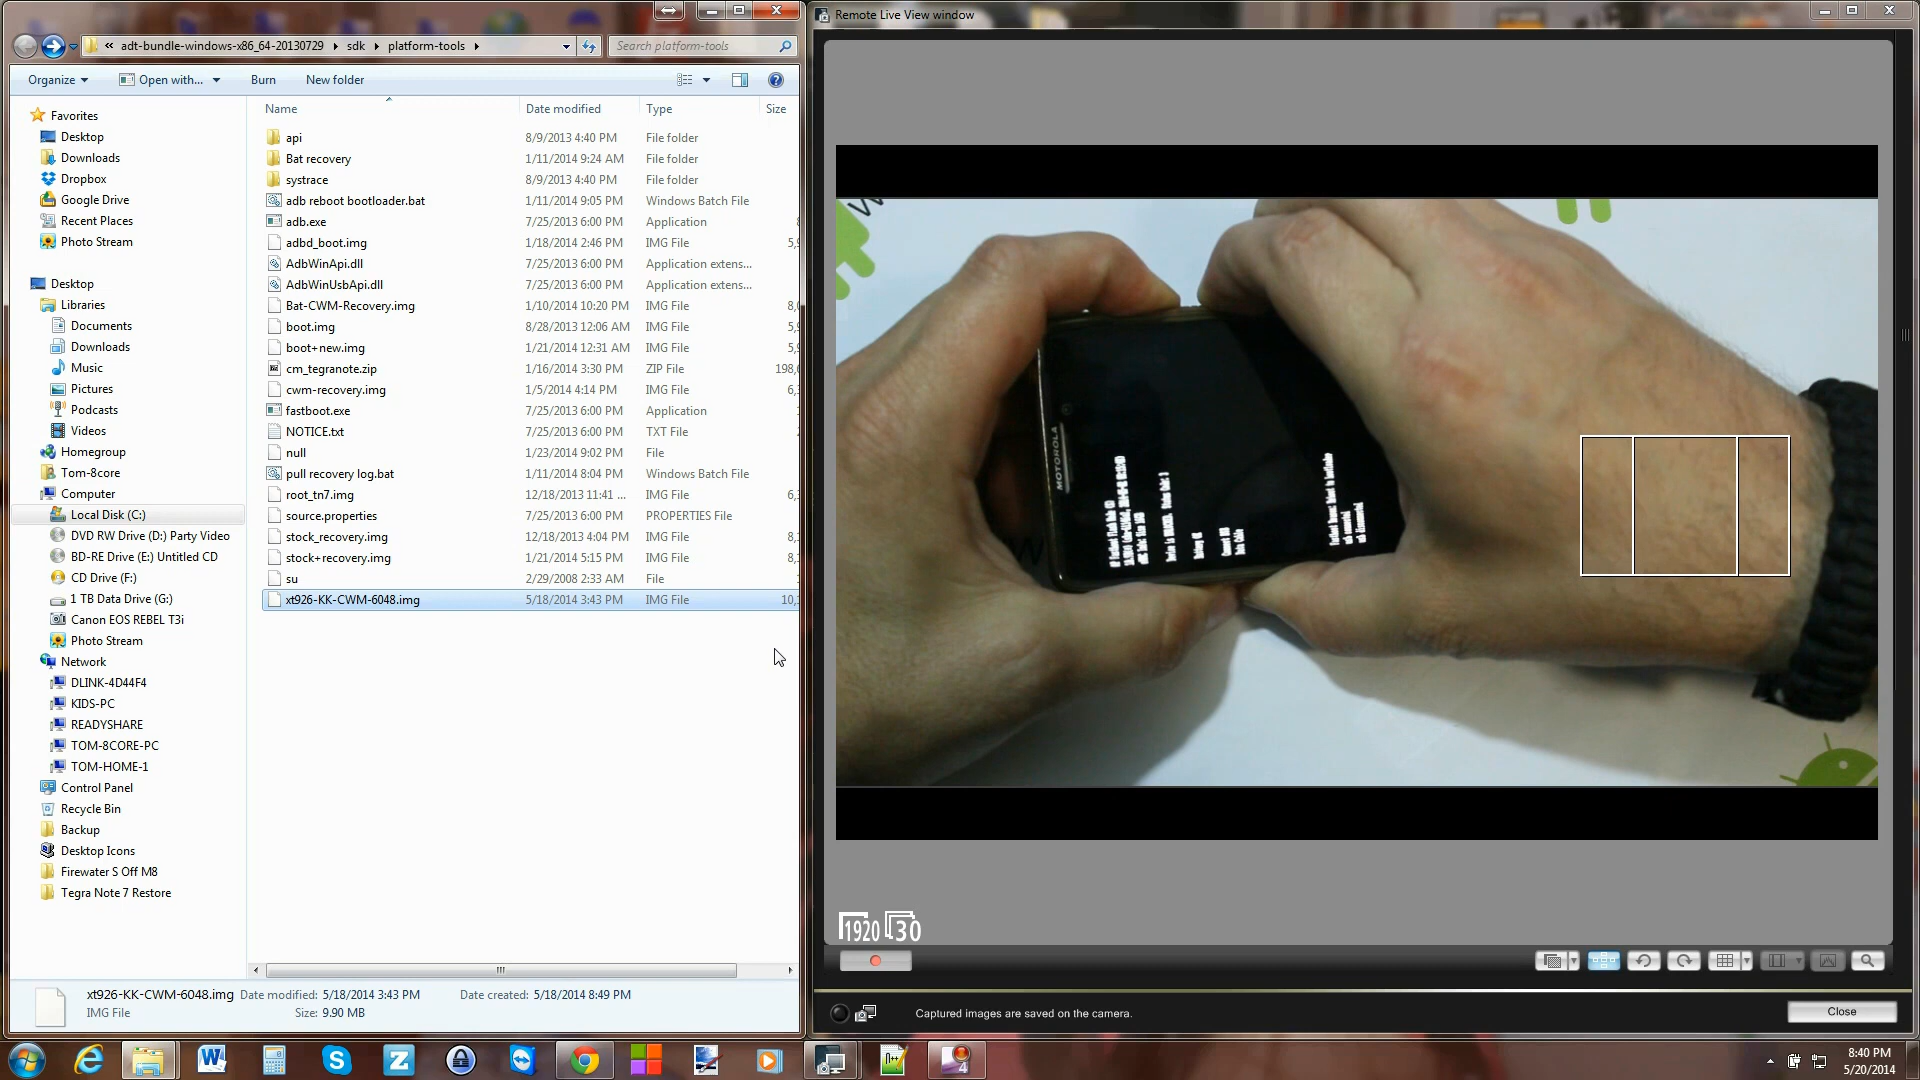 Remote Live View window
« adt-bundle-windows-x86_64-20130729 sdk platform-tools
Search platform-tools
Organize Open with... Burn New folder
Name Date modified Type Size
Favorites
Desktop
Downloads
Dropbox
Google Drive
Recent Places
Photo Stream
Desktop
Libraries
Documents
Downloads
Music
Pictures
Podcasts
Videos
Homegroup
Tom-8core
Computer
Local Disk (C:)
DVD RW Drive (D:) Party Video
BD-RE Drive (E:) Untitled CD
CD Drive (F:)
1 TB Data Drive (G:)
Canon EOS REBEL T3i
Photo Stream
Network
DLINK-4D44F4
KIDS-PC
READYSHARE
TOM-8CORE-PC
TOM-HOME-1
Control Panel
Recycle Bin
Backup
Desktop Icons
Firewater S Off M8
Tegra Note 7 Restore
api 8/9/2013 4:40 PM File folder
Bat recovery 1/11/2014 9:24 AM File folder
systrace 8/9/2013 4:40 PM File folder
adb reboot bootloader.bat 1/11/2014 9:05 PM Windows Batch File
adb.exe 7/25/2013 6:00 PM Application
adbd_boot.img 1/18/2014 2:46 PM IMG File 5,
AdbWinApi.dll 7/25/2013 6:00 PM Application extens...
AdbWinUsbApi.dll 7/25/2013 6:00 PM Application extens...
Bat-CWM-Recovery.img 1/10/2014 10:20 PM IMG File 8,
boot.img 8/28/2013 12:06 AM IMG File 5,
boot+new.img 1/21/2014 12:31 AM IMG File 5,
cm_tegranote.zip 1/16/2014 3:30 PM ZIP File 198,
cwm-recovery.img 1/5/2014 4:14 PM IMG File 6,
fastboot.exe 7/25/2013 6:00 PM Application
NOTICE.txt 7/25/2013 6:00 PM TXT File
null 1/23/2014 9:02 PM File
pull recovery log.bat 1/11/2014 8:04 PM Windows Batch File
root_tn7.img 12/18/2013 11:41 ... IMG File 6,
source.properties 7/25/2013 6:00 PM PROPERTIES File
stock_recovery.img 12/18/2013 4:04 PM IMG File 8,
stock+recovery.img 1/21/2014 5:15 PM IMG File 8,
su 2/29/2008 2:33 AM File
xt926-KK-CWM-6048.img 5/18/2014 3:43 PM IMG File 10,
xt926-KK-CWM-6048.img Date modified: 5/18/2014 3:43 PM Date created: 5/18/2014 8:49 PM
IMG File Size: 9.90 MB
MOTOROLA
1920 30
Captured images are saved on the camera.
Close
8:40 PM
5/20/2014